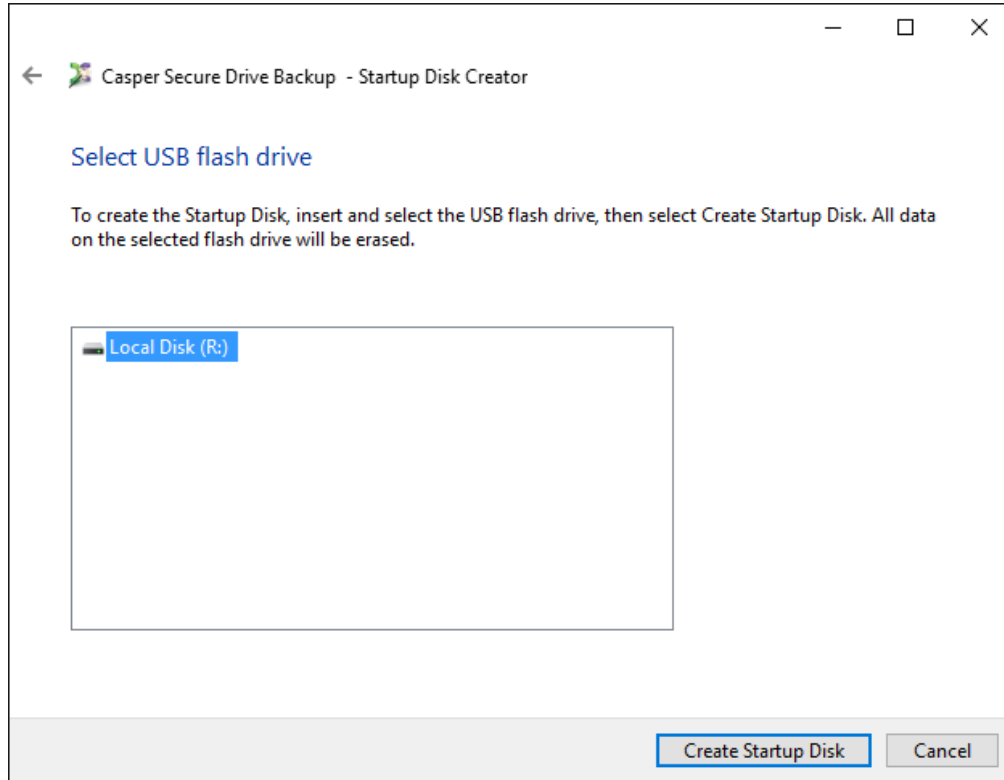 Casper Secure Drive Backup - Startup Disk Creator
Select USB flash drive
To create the Startup Disk, insert and select the USB flash drive, then select Create Startup Disk. All data
on the selected flash drive will be erased.
Local Disk (R:)
Create Startup Disk
Cancel